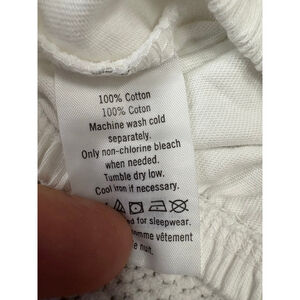 100% Cotton
100% Coton
Machine wash cold
separately.
Only non-chlorine bleach
when needed.
Tumble dry low.
Cool iron if necessary.
for sleepwear.
vêtement
nuit.